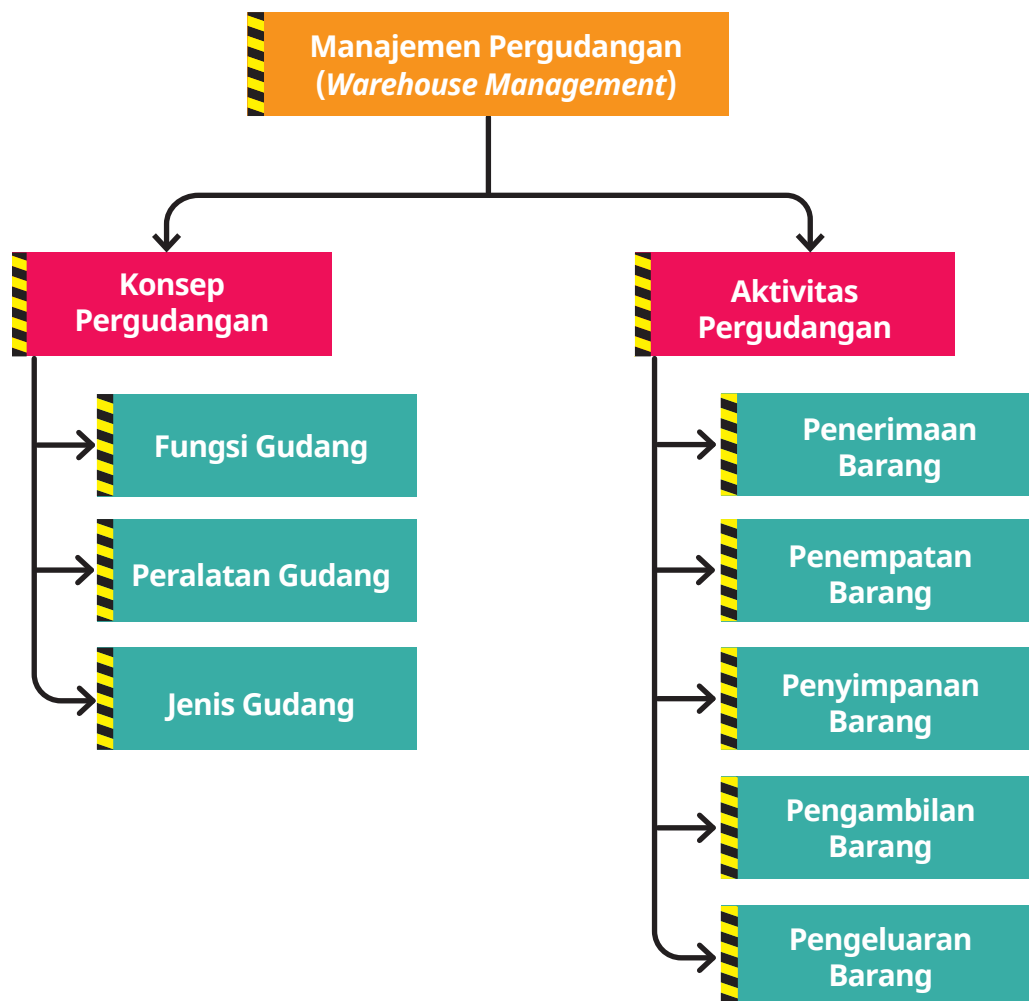 Manajemen Pergudangan
(Warehouse Management)
Konsep
Pergudangan
Fungsi Gudang
Peralatan Gudang
Jenis Gudang
Aktivitas
Pergudangan
Penerimaan
Barang
Penempatan
Barang
Penyimpanan
Barang
Pengambilan
Barang
Pengeluaran
Barang